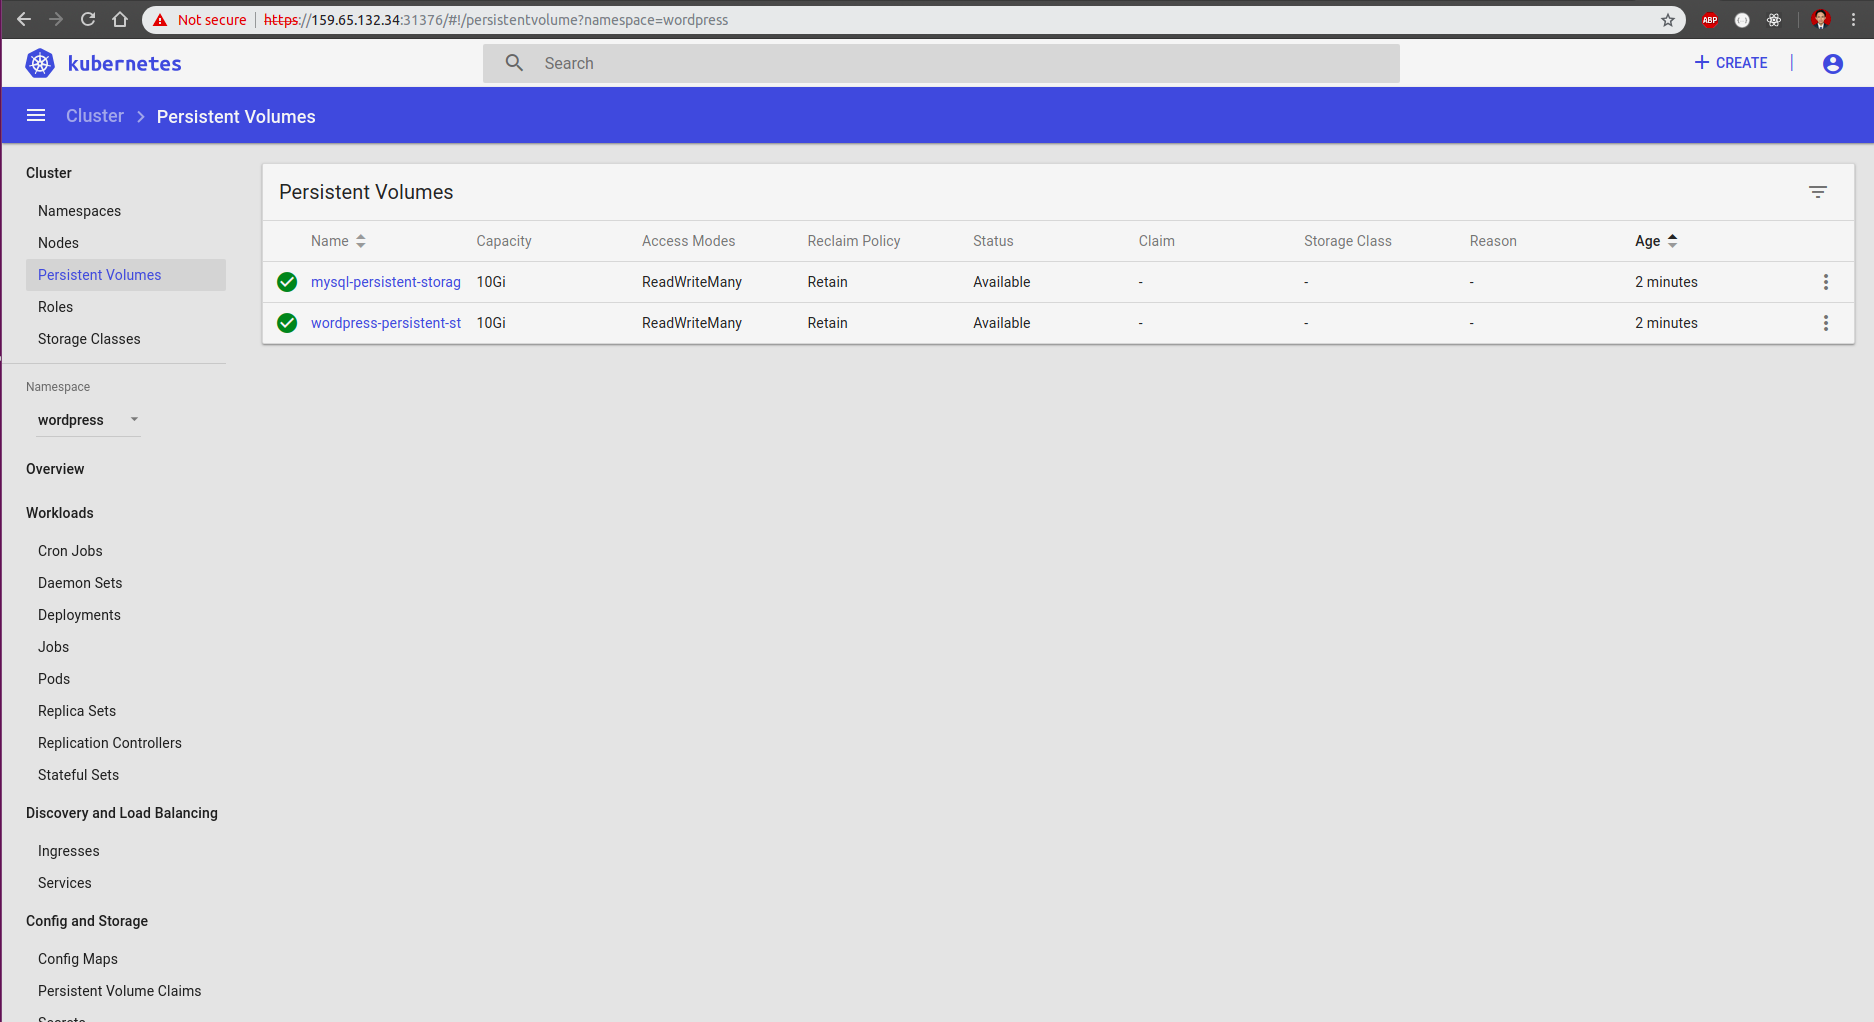 Not secure https://159.65.132.34:31376/#!/persistentvolume?namespace=wordpress ABP
kubernetes Search + CREATE
Cluster > Persistent Volumes
Cluster
Namespaces
Nodes
Persistent Volumes
Roles
Storage Classes
Namespace
wordpress
Overview
Workloads
Cron Jobs
Daemon Sets
Deployments
Jobs
Pods
Replica Sets
Replication Controllers
Stateful Sets
Discovery and Load Balancing
Ingresses
Services
Config and Storage
Config Maps
Persistent Volume Claims
Secrets
Persistent Volumes
Name Capacity Access Modes Reclaim Policy Status Claim Storage Class Reason Age
mysql-persistent-storag 10Gi ReadWriteMany Retain Available - - - 2 minutes
wordpress-persistent-st 10Gi ReadWriteMany Retain Available - - - 2 minutes